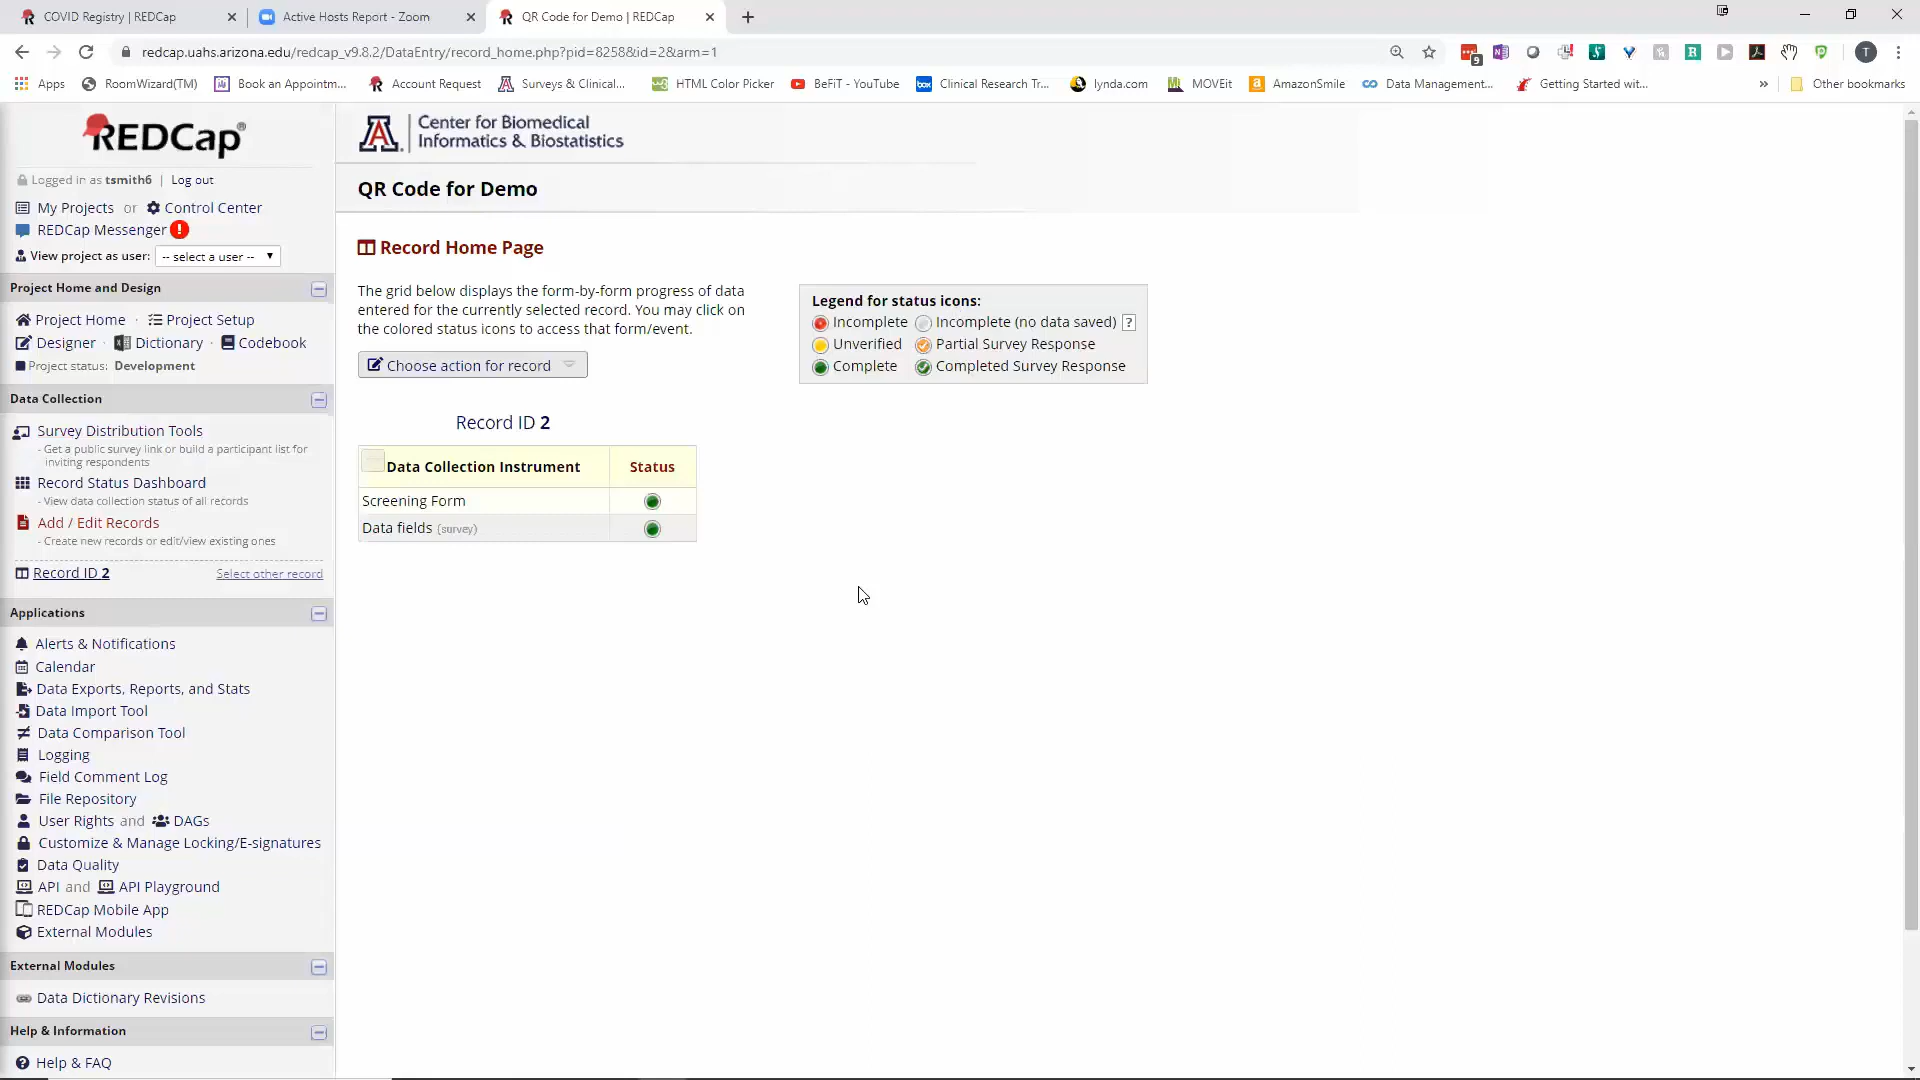 COVID Registry | REDCap
Active Hosts Report - Zoom
QR Code for Demo | REDCap
redcap.uahs.arizona.edu/redcap_v9.8.2/DataEntry/record_home.php?pid=8258&id=2&arm=1
9
T
Apps
RoomWizard(TM)
Book an Appointm...
Account Request
Surveys & Clinical...
HTML Color Picker
BeFiT - YouTube
box
Clinical Research Tr...
lynda.com
MOVEit
AmazonSmile
Data Management...
Getting Started wit...
»
Other bookmarks
REDCap®
Logged in as tsmith6 | Log out
My Projects or Control Center
REDCap Messenger !
View project as user: -- select a user --
Project Home and Design
Project Home · Project Setup
Designer · Dictionary · Codebook
Project status: Development
Data Collection
Survey Distribution Tools
- Get a public survey link or build a participant list for
inviting respondents
Record Status Dashboard
- View data collection status of all records
Add / Edit Records
- Create new records or edit/view existing ones
Record ID 2 Select other record
Applications
Alerts & Notifications
Calendar
Data Exports, Reports, and Stats
Data Import Tool
Data Comparison Tool
Logging
Field Comment Log
File Repository
User Rights and DAGs
Customize & Manage Locking/E-signatures
Data Quality
API and API Playground
REDCap Mobile App
External Modules
External Modules
Data Dictionary Revisions
Help & Information
Help & FAQ
A
Center for Biomedical
Informatics & Biostatistics
QR Code for Demo
Record Home Page
The grid below displays the form-by-form progress of data
entered for the currently selected record. You may click on
the colored status icons to access that form/event.
Choose action for record
Legend for status icons:
Incomplete Incomplete (no data saved) ?
Unverified Partial Survey Response
Complete Completed Survey Response
Record ID 2
Data Collection Instrument Status
Screening Form
Data fields (survey)